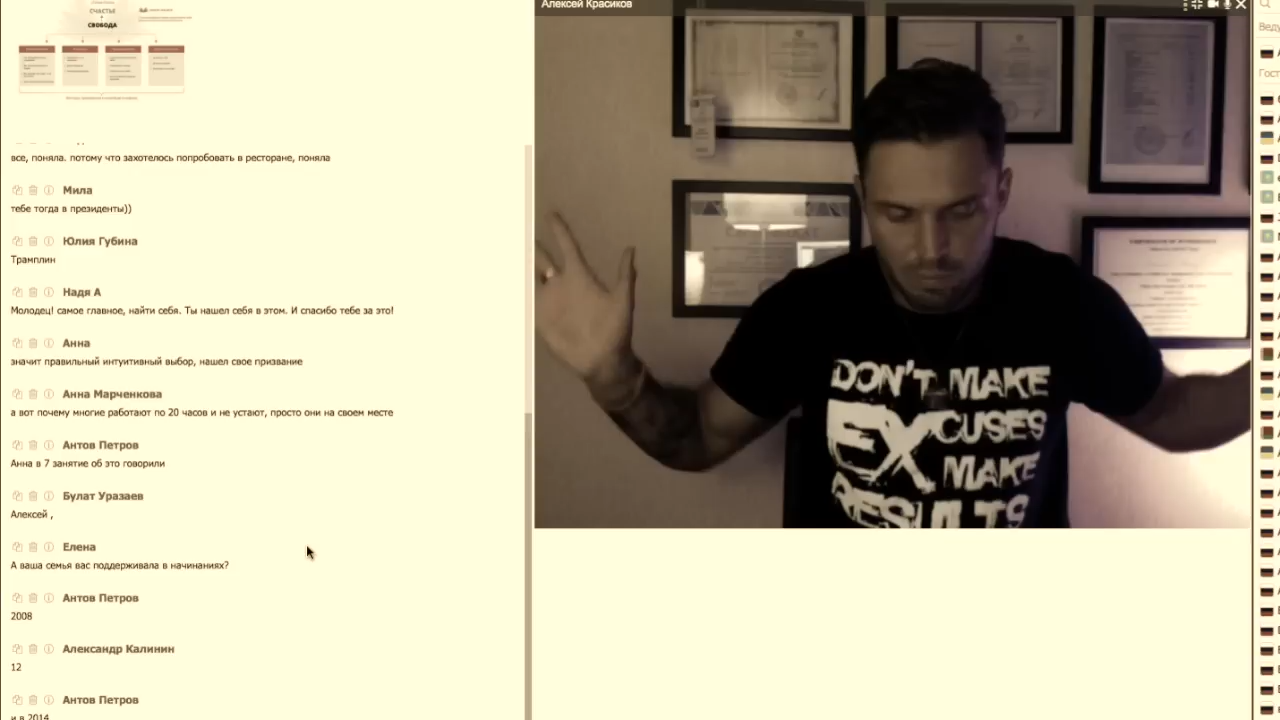 СЧАСТЬЕ
СВОБОДА
все, поняла. потому что захотелось попробовать в ресторане, поняла
Мила
тебе тогда в президенты))
Юлия Губина
Трамплин
Надя А
Молодец! самое главное, найти себя. Ты нашел себя в этом. И спасибо тебе за это!
Анна
значит правильный интуитивный выбор, нашел свое призвание
Анна Марченкова
а вот почему многие работают по 20 часов и не устают, просто они на своем месте
Антов Петров
Анна в 7 занятие об это говорили
Булат Уразаев
Алексей ,
Елена
А ваша семья вас поддерживала в начинаниях?
Антов Петров
2008
Александр Калинин
12
Антов Петров
и в 2014
Алексей Красиков
DON'T MAKE
EXCUSES
MAKE
RESULTS
Веду
Гост